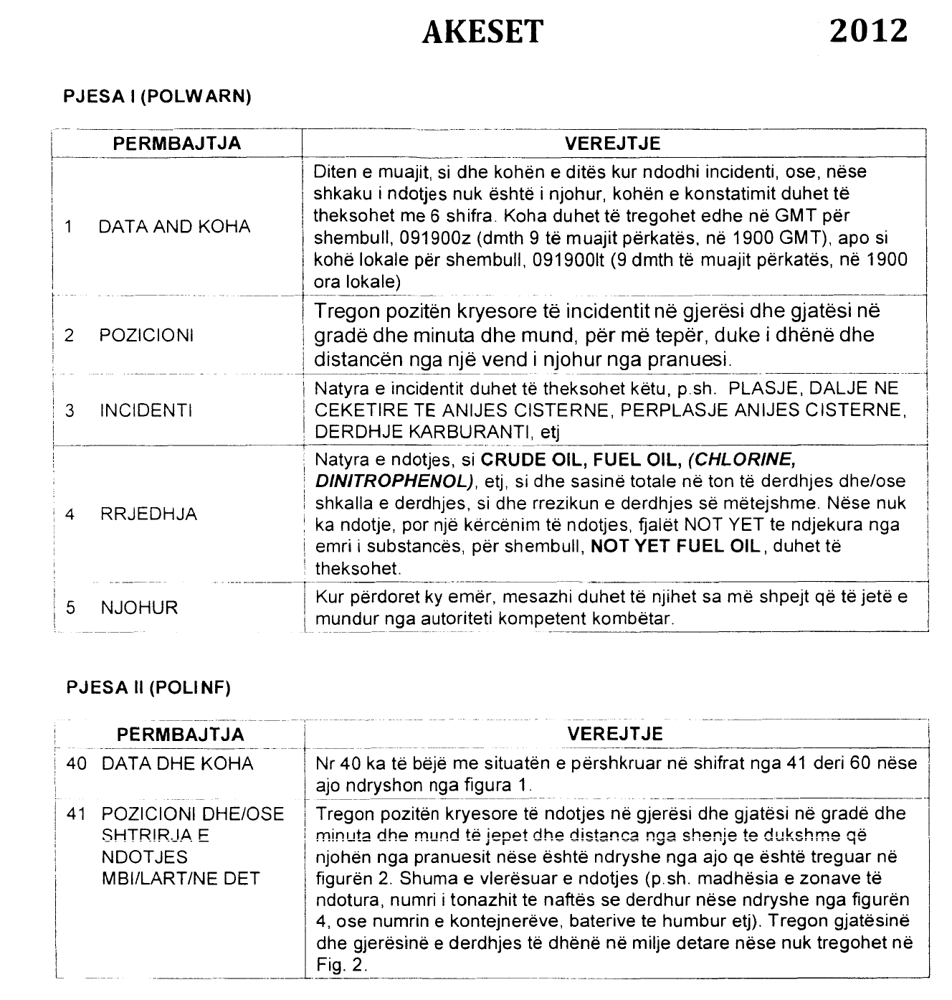 AKESET 2012
PJESA I (POLWARN)
PERMBAJTJA VEREJTJE
1 DATA AND KOHA
Diten e muajit, si dhe kohën e ditës kur ndodhi incidenti, ose, nëse
shkaku i ndotjes nuk është i njohur, kohën e konstatimit duhet të
theksohet me 6 shifra. Koha duhet të tregohet edhe në GMT për
shembull, 091900z (dmth 9 të muajit përkatës, në 1900 GMT), apo si
kohë lokale për shembull, 091900lt (9 dmth të muajit përkatës, në 1900
ora lokale)
2 POZICIONI
Tregon pozitën kryesore të incidentit në gjerësi dhe gjatësi në
gradë dhe minuta dhe mund, për më tepër, duke i dhënë dhe
distancën nga një vend i njohur nga pranuesi.
3 INCIDENTI
Natyra e incidentit duhet të theksohet këtu, p.sh. PLASJE, DALJE NE
CEKETIRE TE ANIJES CISTERNE, PERPLASJE ANIJES CISTERNE,
DERDHJE KARBURANTI, etj
4 RRJEDHJA
Natyra e ndotjes, si CRUDE OIL, FUEL OIL, (CHLORINE,
DINITROPHENOL), etj, si dhe sasinë totale në ton të derdhjes dhe/ose
shkalla e derdhjes, si dhe rrezikun e derdhjes së mëtejshme. Nëse nuk
ka ndotje, por një kërcënim të ndotjes, fjalët NOT YET te ndjekura nga
emri i substancës, për shembull, NOT YET FUEL OIL, duhet të
theksohet.
5 NJOHUR
Kur përdoret ky emër, mesazhi duhet të njihet sa më shpejt që të jetë e
mundur nga autoriteti kompetent kombëtar.
PJESA II (POLINF)
PERMBAJTJA VEREJTJE
40 DATA DHE KOHA
Nr 40 ka të bëjë me situatën e përshkruar në shifrat nga 41 deri 60 nëse
ajo ndryshon nga figura 1.
41 POZICIONI DHE/OSE
SHTRIRJA E
NDOTJES
MBI/LART/NE DET
Tregon pozitën kryesore të ndotjes në gjerësi dhe gjatësi në gradë dhe
minuta dhe mund të jepet dhe distanca nga shenje te dukshme që
njohën nga pranuesit nëse është ndryshe nga ajo qe është treguar në
figurën 2. Shuma e vlerësuar e ndotjes (p.sh. madhësia e zonave të
ndotura, numri i tonazhit te naftës se derdhur nëse ndryshe nga figurën
4, ose numrin e kontejnerëve, baterive te humbur etj). Tregon gjatësinë
dhe gjerësinë e derdhjes të dhënë në milje detare nëse nuk tregohet në
Fig. 2.